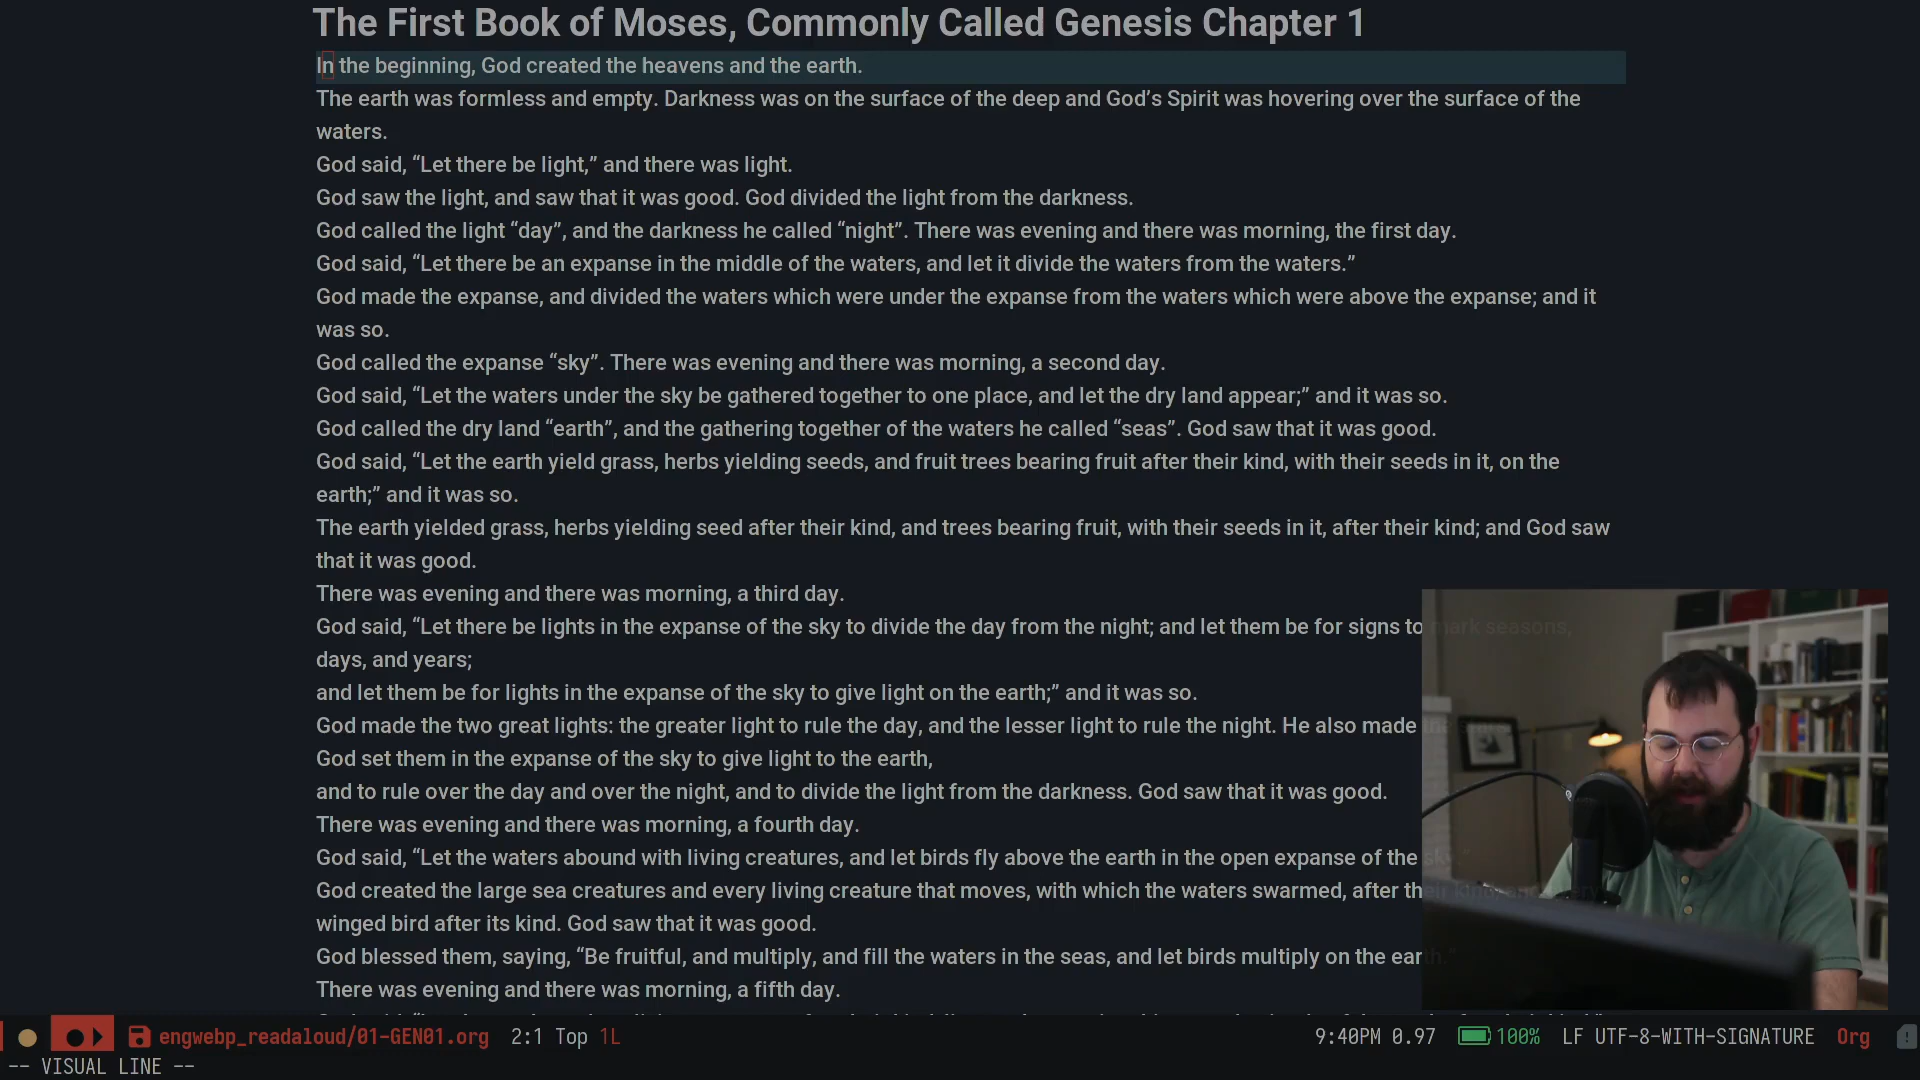 The First Book of Moses, Commonly Called Genesis Chapter 1
In the beginning, God created the heavens and the earth.
The earth was formless and empty. Darkness was on the surface of the deep and God’s Spirit was hovering over the surface of the
waters.
God said, “Let there be light,” and there was light.
God saw the light, and saw that it was good. God divided the light from the darkness.
God called the light “day”, and the darkness he called “night”. There was evening and there was morning, the first day.
God said, “Let there be an expanse in the middle of the waters, and let it divide the waters from the waters.”
God made the expanse, and divided the waters which were under the expanse from the waters which were above the expanse; and it
was so.
God called the expanse “sky”. There was evening and there was morning, a second day.
God said, “Let the waters under the sky be gathered together to one place, and let the dry land appear;” and it was so.
God called the dry land “earth”, and the gathering together of the waters he called “seas”. God saw that it was good.
God said, “Let the earth yield grass, herbs yielding seeds, and fruit trees bearing fruit after their kind, with their seeds in it, on the
earth;” and it was so.
The earth yielded grass, herbs yielding seed after their kind, and trees bearing fruit, with their seeds in it, after their kind; and God saw
that it was good.
There was evening and there was morning, a third day.
God said, “Let there be lights in the expanse of the sky to divide the day from the night; and let them be for signs to mark seasons,
days, and years;
and let them be for lights in the expanse of the sky to give light on the earth;” and it was so.
God made the two great lights: the greater light to rule the day, and the lesser light to rule the night. He also made
God set them in the expanse of the sky to give light to the earth,
and to rule over the day and over the night, and to divide the light from the darkness. God saw that it was good.
There was evening and there was morning, a fourth day.
God said, “Let the waters abound with living creatures, and let birds fly above the earth in the open expanse of the sky.”
God created the large sea creatures and every living creature that moves, with which the waters swarmed, after their kind, and every
winged bird after its kind. God saw that it was good.
God blessed them, saying, “Be fruitful, and multiply, and fill the waters in the seas, and let birds multiply on the earth.”
There was evening and there was morning, a fifth day.
engwebp_readaloud/01-GEN01.org 2:1 Top 1L 9:40PM 0.97 100% LF UTF-8-WITH-SIGNATURE Org
-- VISUAL LINE --